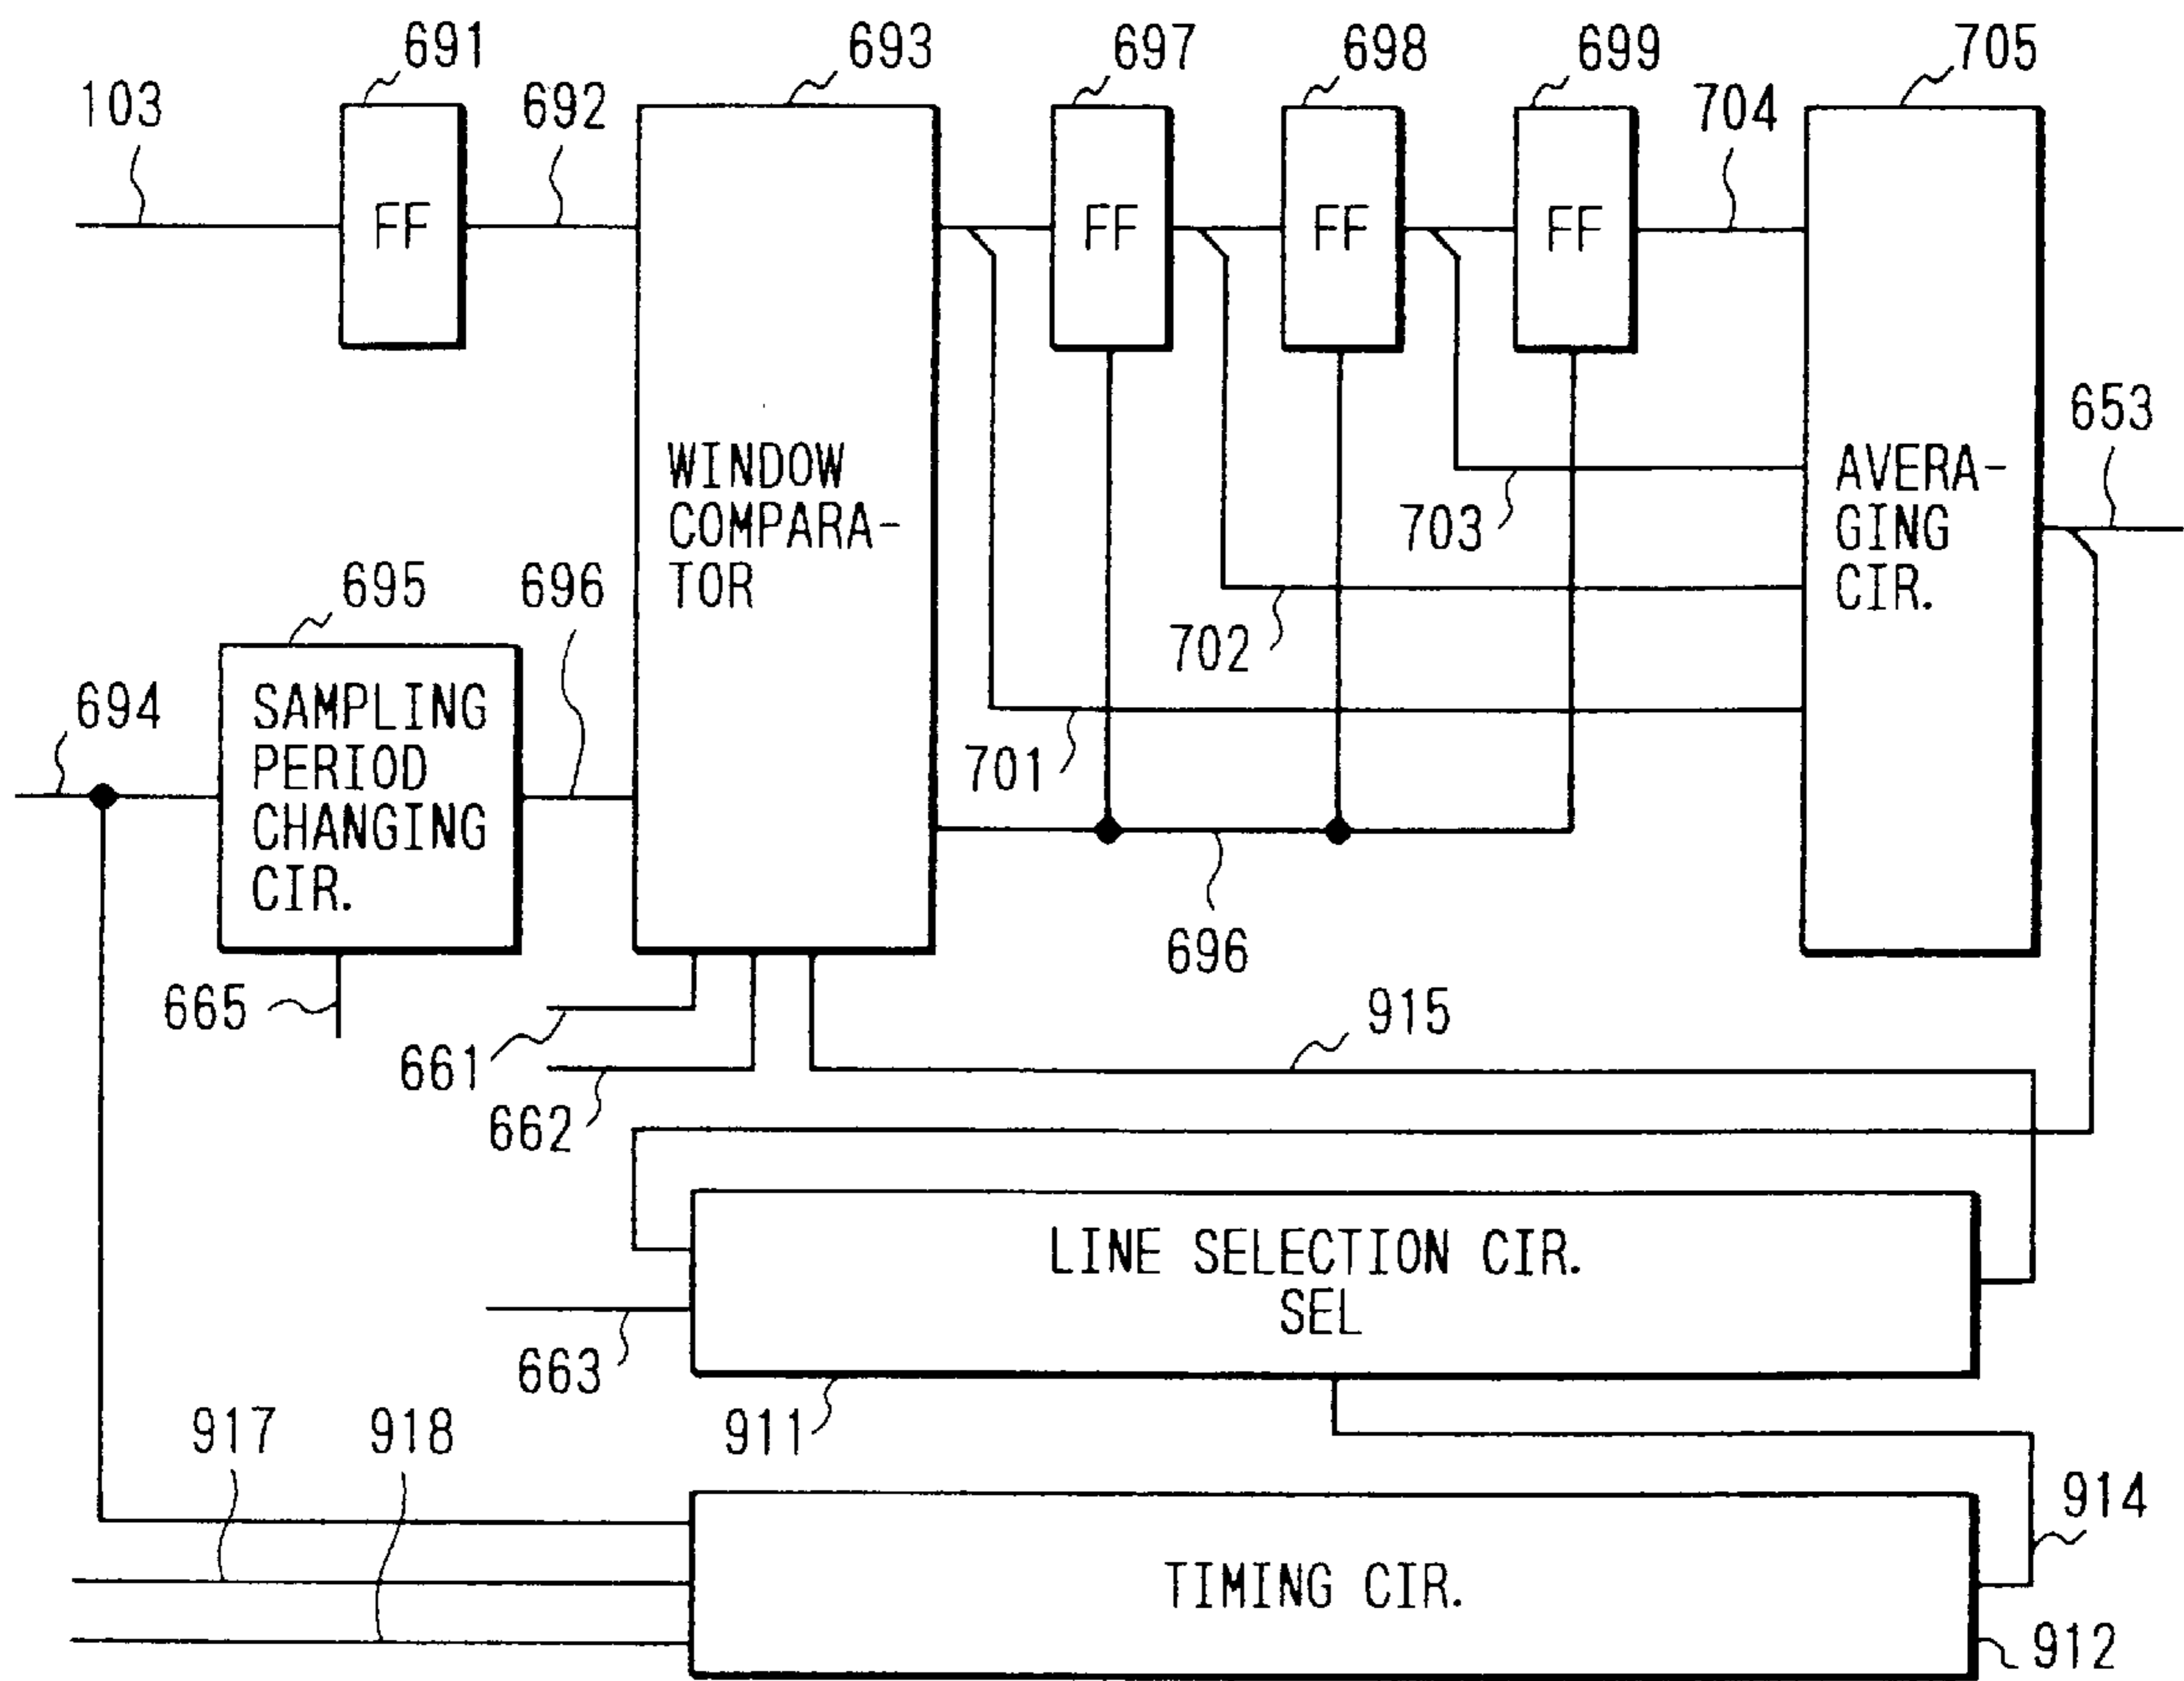 691
693
697
698
699
705
103
692
704
FF
FF
FF
FF
653
WINDOW
COMPARA-
TOR
AVERA-
GING
CIR.
703
695
696
702
694
SAMPLING
PERIOD
CHANGING
CIR.
701
696
665
661
915
662
LINE SELECTION CIR.
SEL
663
911
917
918
914
TIMING CIR.
912